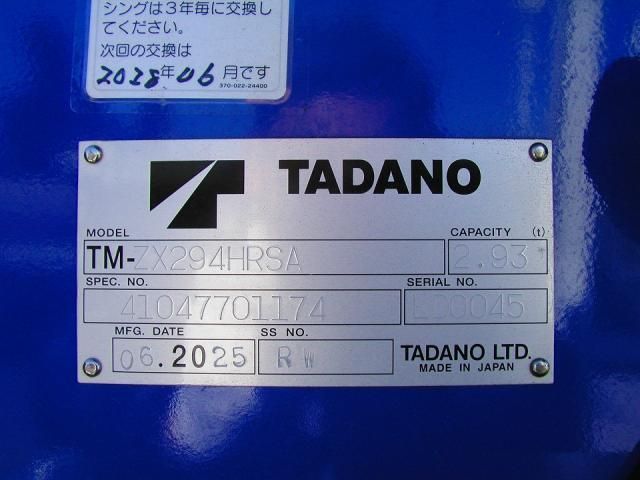 シングは3年毎に交換し
てください。
次回の交換は
2028年06月です
370-022-24400
TADANO
MODEL
CAPACITY (t)
TM-ZX294HRSA
2.93
SPEC. NO.
SERIAL NO.
41047701174
MFG. DATE
SS NO.
06.2025
RW
TADANO LTD.
MADE IN JAPAN